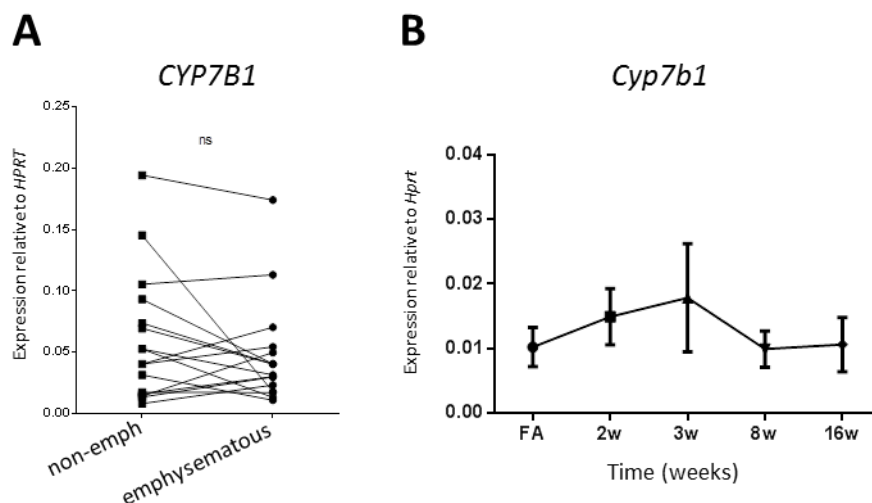 A
CYP7B1
Expression relative to HPRT
0.25
0.20
0.15
0.10
0.05
0.00
ns
non-emph
emphysematous
B
Cyp7b1
Expression relative to Hprt
0.04
0.03
0.02
0.01
0.00
FA 2w 3w 8w 16w
Time (weeks)